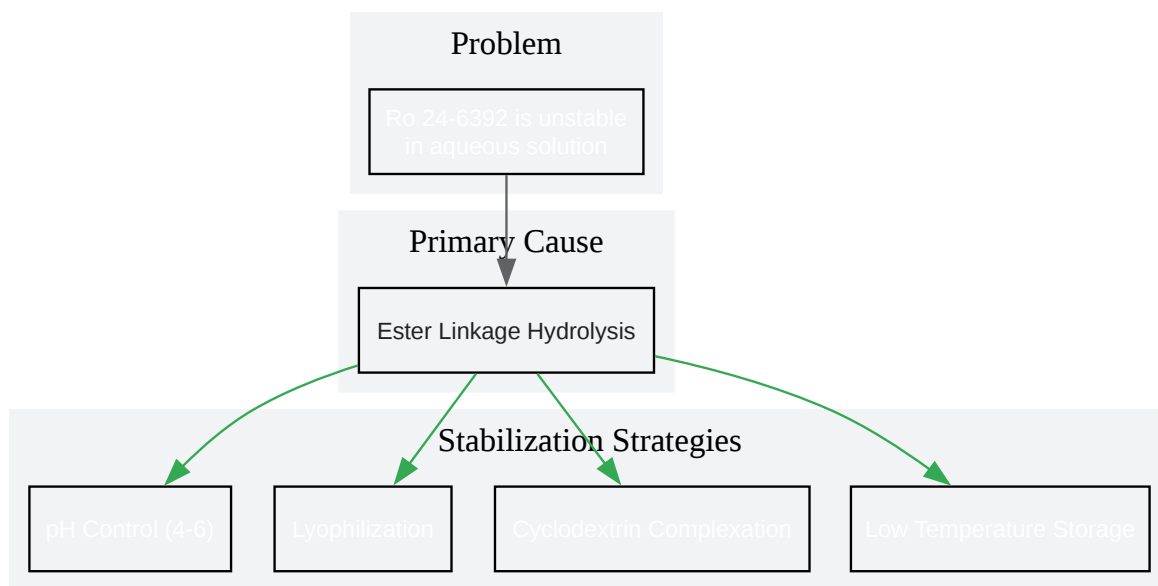 Problem
Ro 24-6392 is unstable
in aqueous solution
Primary Cause
Ester Linkage Hydrolysis
Stabilization Strategies
pH Control (4-6)
Lyophilization
Cyclodextrin Complexation
Low Temperature Storage